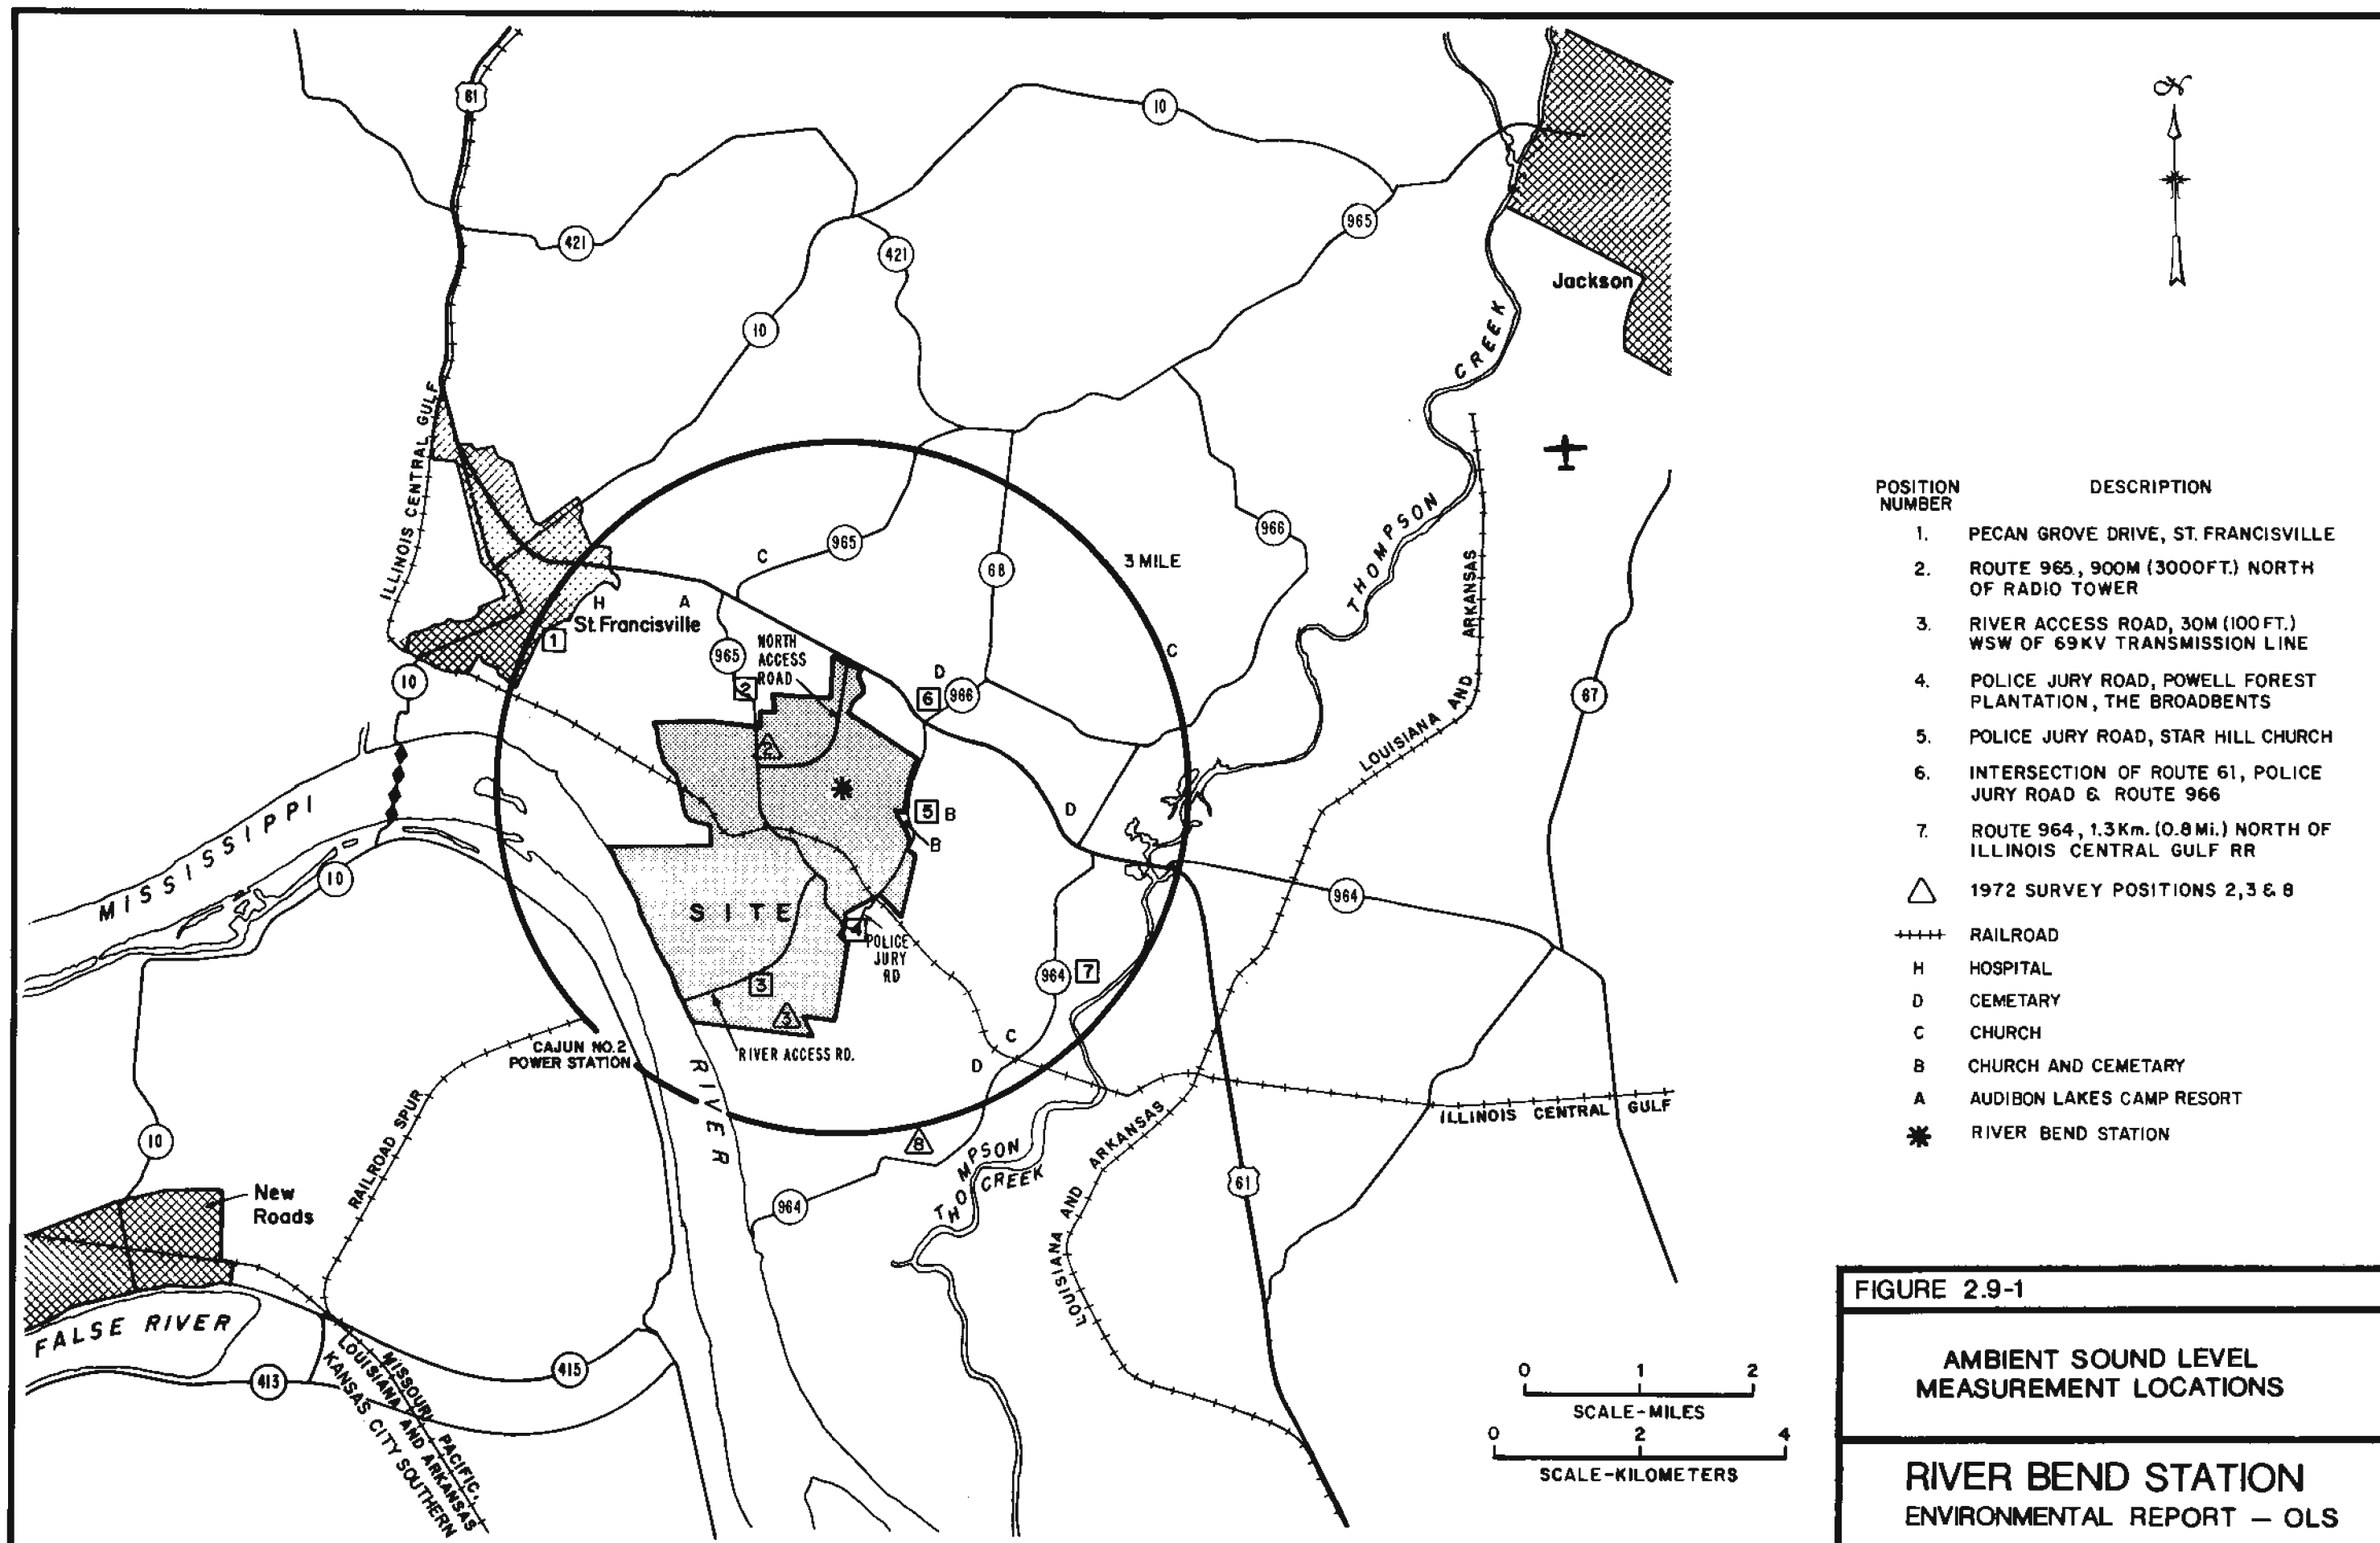 61
10
421
965
421
10
Jackson
CREEK
ILLINOIS CENTRAL GULF
THOMPSON
965
C
68
3 MILE
966
LOUISIANA AND ARKANSAS
67
H
A
St. Francisville
1
965
NORTH
ACCESS
ROAD
C
10
2
D
6
966
2
MISSISSIPPI
5
B
B
D
10
SITE
964
4
POLICE
JURY
RD
964
7
3
3
C
CAJUN NO.2
POWER STATION
RIVER ACCESS RD.
D
RIVER
ILLINOIS CENTRAL GULF
RAILROAD SPUR
10
8
THOMPSON
CREEK
LOUISIANA AND ARKANSAS
61
New
Roads
964
FALSE RIVER
413
415
MISSOURI PACIFIC,
LOUISIANA AND ARKANSAS
KANSAS CITY SOUTHERN
0 1 2
SCALE-MILES
0 2 4
SCALE-KILOMETERS
POSITION NUMBER DESCRIPTION
1. PECAN GROVE DRIVE, ST. FRANCISVILLE
2. ROUTE 965, 900M (3000FT.) NORTH
OF RADIO TOWER
3. RIVER ACCESS ROAD, 30M (100 FT.)
WSW OF 69KV TRANSMISSION LINE
4. POLICE JURY ROAD, POWELL FOREST
PLANTATION, THE BROADBENTS
5. POLICE JURY ROAD, STAR HILL CHURCH
6. INTERSECTION OF ROUTE 61, POLICE
JURY ROAD & ROUTE 966
7. ROUTE 964, 1.3Km. (0.8 Mi.) NORTH OF
ILLINOIS CENTRAL GULF RR
1972 SURVEY POSITIONS 2,3 & 8
RAILROAD
H HOSPITAL
D CEMETARY
C CHURCH
B CHURCH AND CEMETARY
A AUDIBON LAKES CAMP RESORT
RIVER BEND STATION
FIGURE 2.9-1
AMBIENT SOUND LEVEL
MEASUREMENT LOCATIONS
RIVER BEND STATION
ENVIRONMENTAL REPORT — OLS